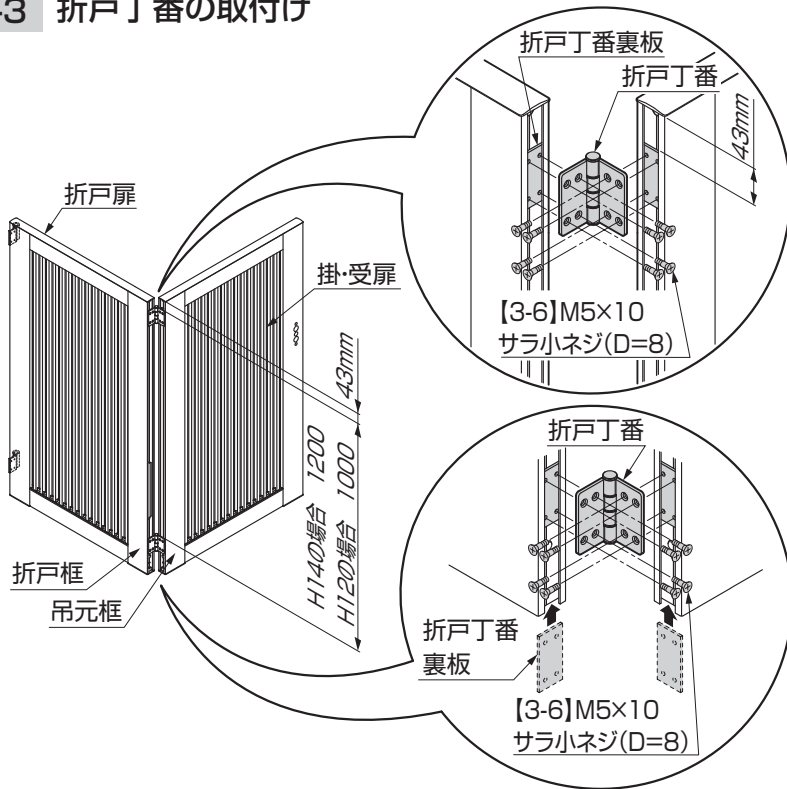 -3 折戸丁番の取付け
折戸丁番裏板
折戸丁番
43mm
【3-6】M5×10
サラ小ネジ(D=8)
折戸扉
掛・受扉
43mm
H14の場合 1200
H12の場合 1000
折戸框
吊元框
折戸丁番
折戸丁番
裏板
【3-6】M5×10
サラ小ネジ(D=8)